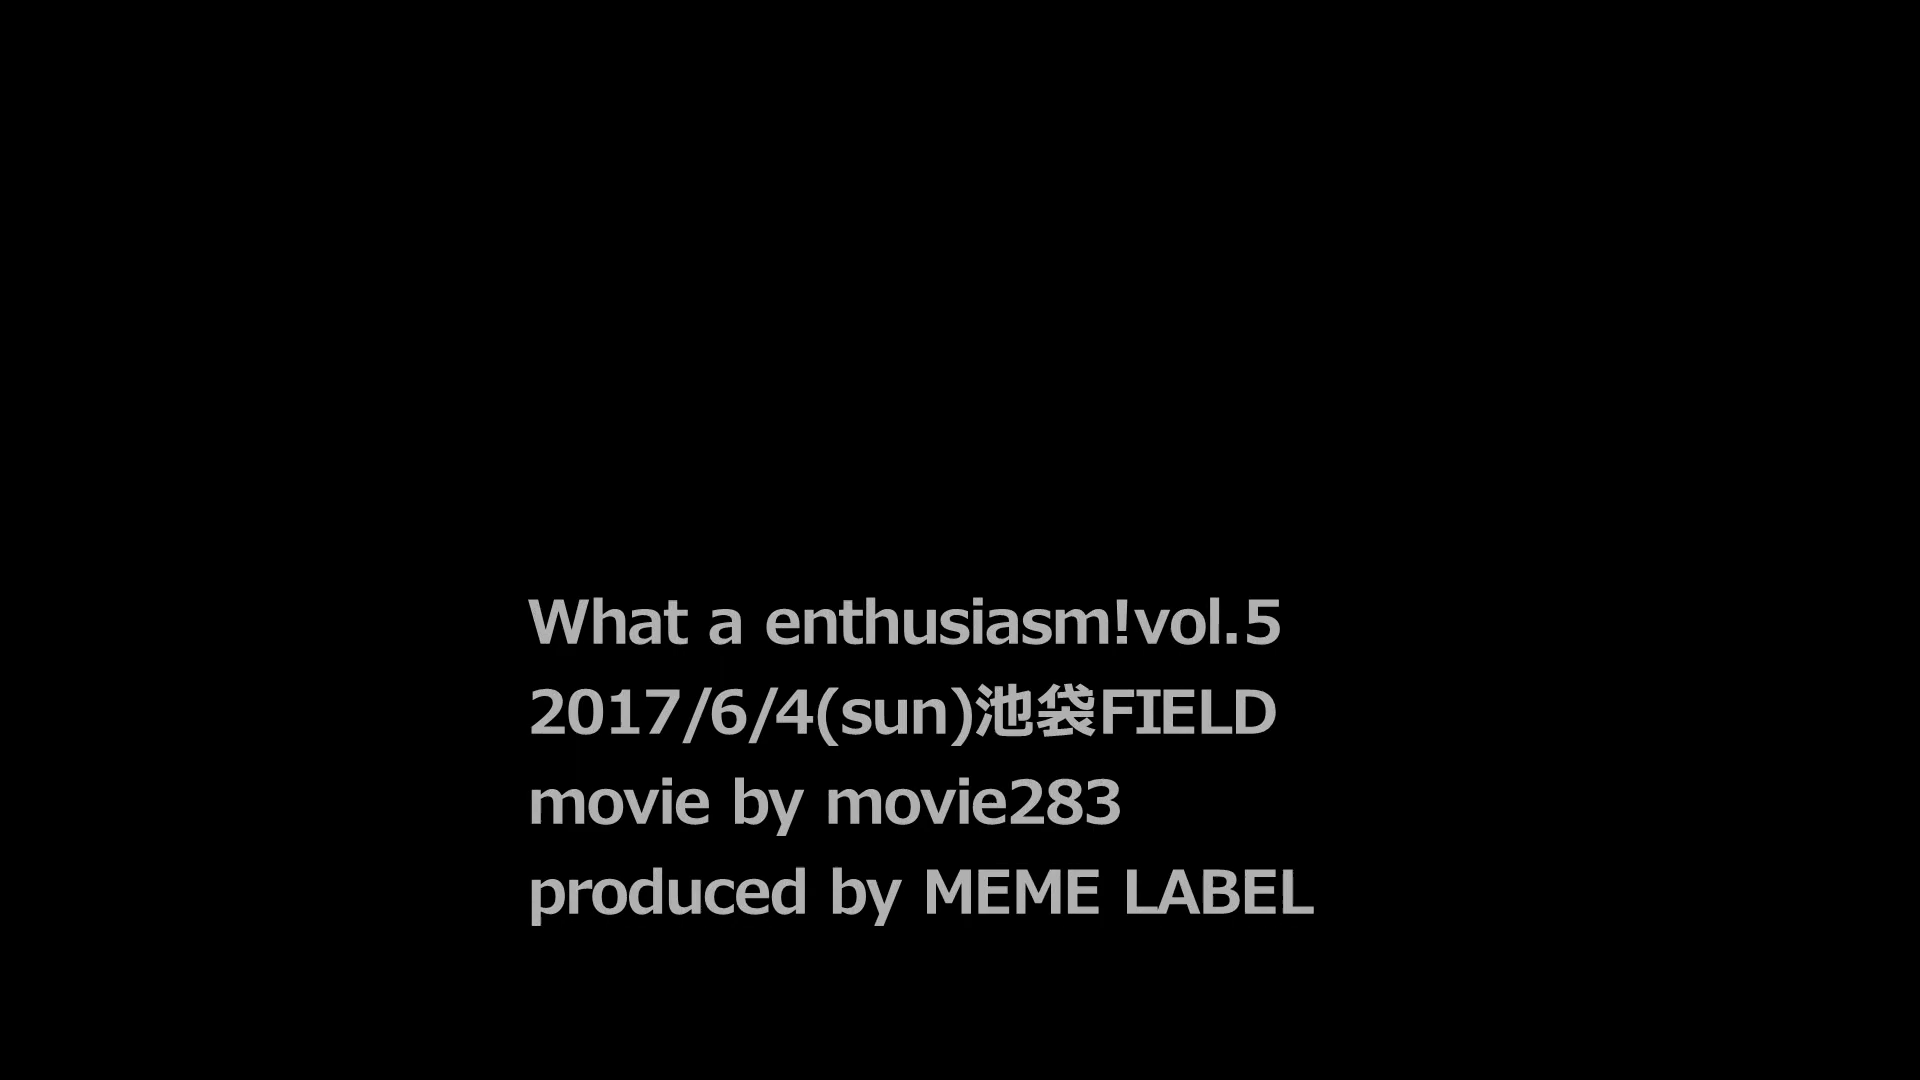 What a enthusiasm!vol.5
2017/6/4(sun)池袋FIELD
movie by movie283
produced by MEME LABEL